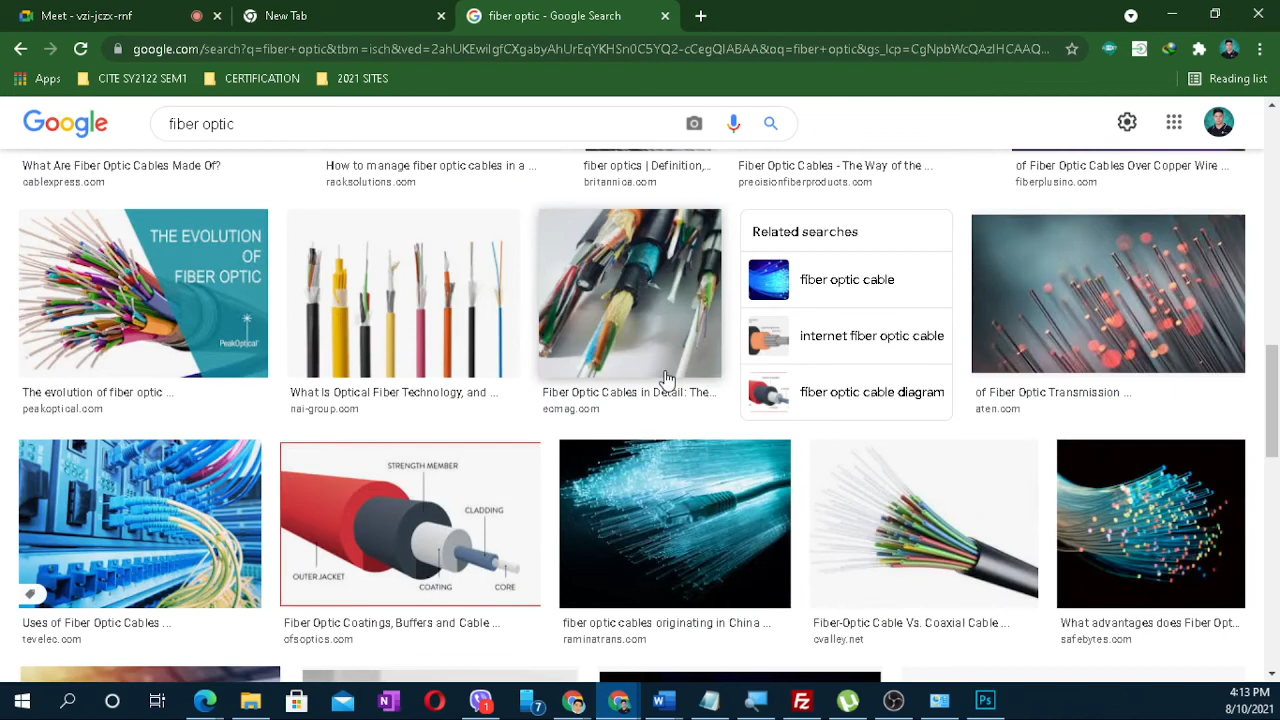 Meet - vzi-jczx-rnf
New Tab
fiber optic - Google Search
google.com/search?q=fiber+optic&tbm=isch&ved=2ahUKEwiIgfCXgabyAhUrEqYKHSn0C5YQ2-cCegQIABAA&oq=fiber+optic&gs_lcp=CgNpbWcQAzIHCAAQ...
Apps
CITE SY2122 SEM1
CERTIFICATION
2021 SITES
Reading list
Google
fiber optic
What Are Fiber Optic Cables Made Of?
How to manage fiber optic cables in a ...
fiber optics | Definition,...
Fiber Optic Cables - The Way of the ...
of Fiber Optic Cables Over Copper Wire ...
cablexpress.com
racksolutions.com
britannica.com
precisionfiberproducts.com
fiberplusinc.com
THE EVOLUTION
OF
FIBER OPTIC
PeakOptical
Related searches
fiber optic cable
internet fiber optic cable
fiber optic cable diagram
The evolution of fiber optic ...
What Is Optical Fiber Technology, and ...
Fiber Optic Cables in Detail: The...
of Fiber Optic Transmission ...
peakoptical.com
nai-group.com
eomag.com
aten.com
STRENGTH MEMBER
CLADDING
OUTER JACKET
COATING
CORE
Uses of Fiber Optic Cables ...
Fiber Optic Coatings, Buffers and Cable ...
fiber optic cables originating in China ...
Fiber-Optic Cable Vs. Coaxial Cable ...
What advantages does Fiber Opt...
tevelec.com
ofsoptics.com
raminatrans.com
cvalley.net
safebytes.com
1
7
4:13 PM
8/10/2021